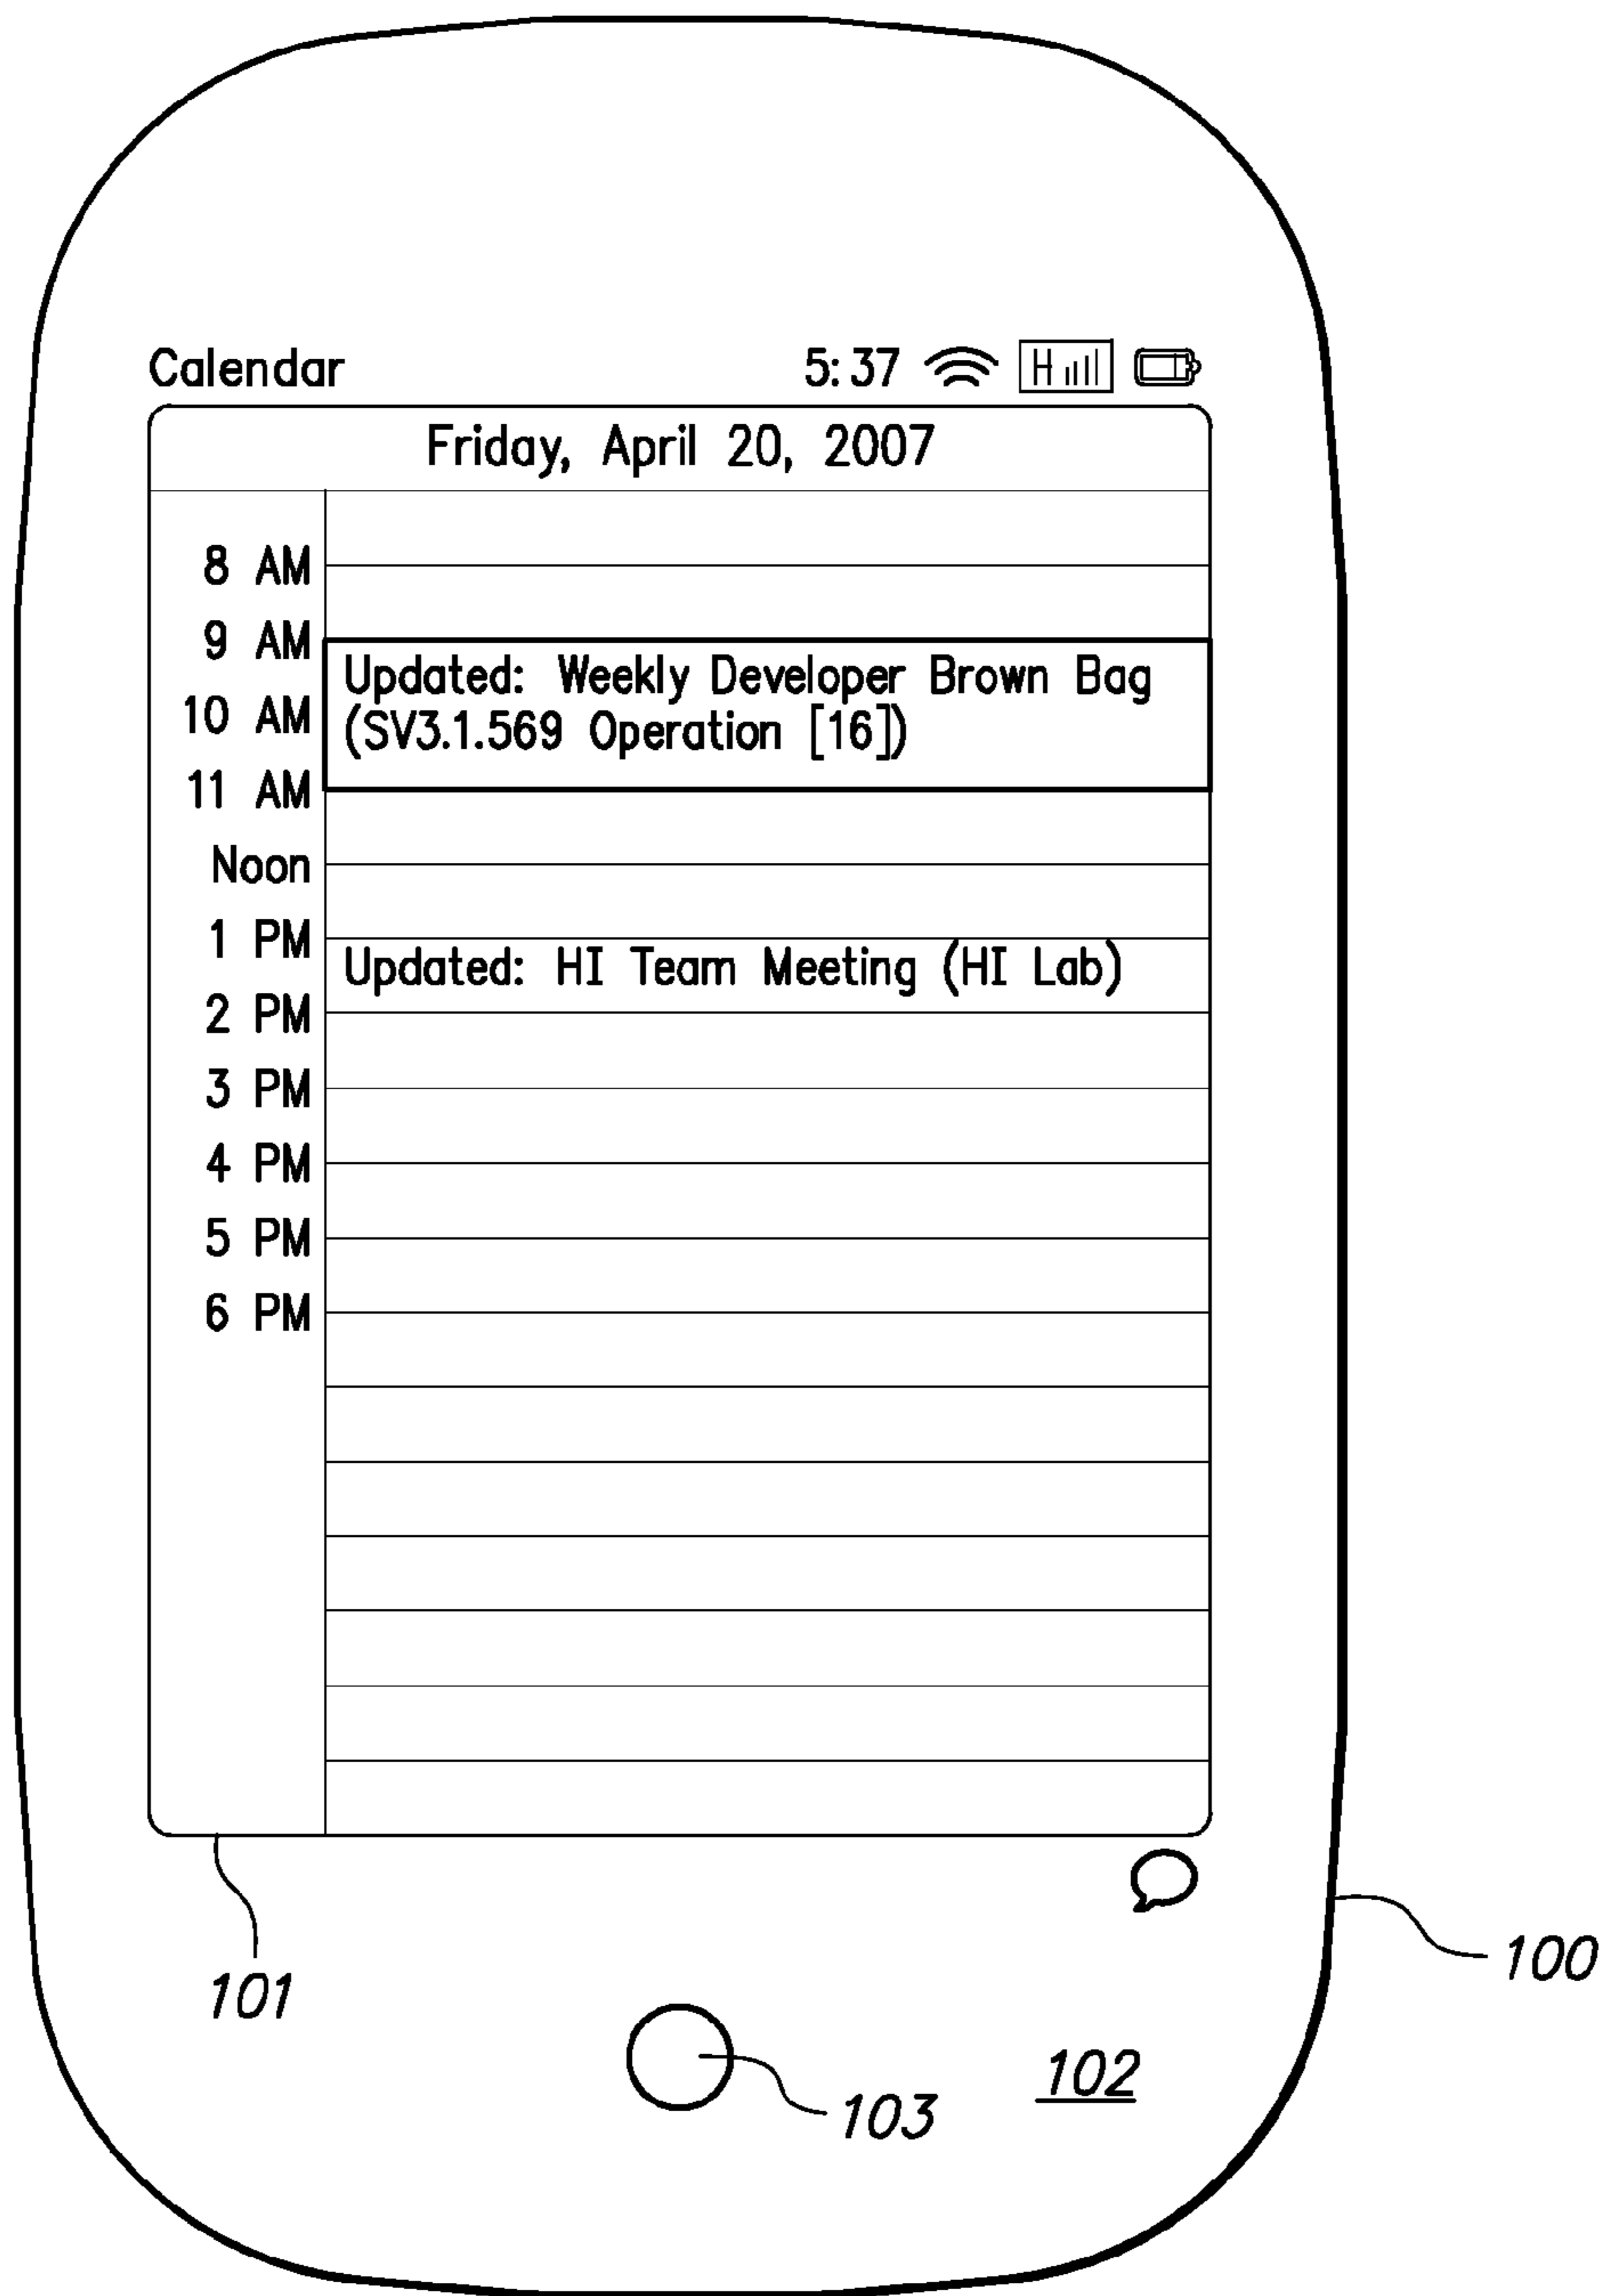 Calendar 5:37 H
Friday, April 20, 2007
8 AM
9 AM
Updated: Weekly Developer Brown Bag
10 AM (SV3.1.569 Operation [16])
11 AM
Noon
1 PM
Updated: HI Team Meeting (HI Lab)
2 PM
3 PM
4 PM
5 PM
6 PM
100
101
102
103